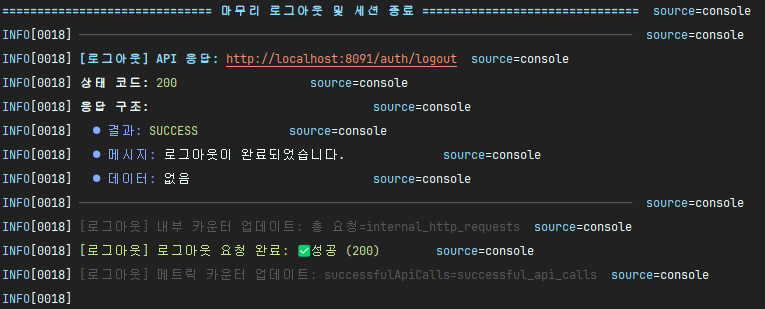 ============================== 마무리 로그아웃 및 세션 종료 ===============================  source=console
INFO[0018] ─────────────────────────────────────────────────────────────────────────────── source=console
INFO[0018] [로그아웃] API 응답: http://localhost:8091/auth/logout source=console
INFO[0018] 상태 코드: 200 source=console
INFO[0018] 응답 구조: source=console
INFO[0018] ● 결과: SUCCESS source=console
INFO[0018] ● 메시지: 로그아웃이 완료되었습니다. source=console
INFO[0018] ● 데이터: 없음 source=console
INFO[0018] ─────────────────────────────────────────────────────────────────────────────── source=console
INFO[0018] [로그아웃] 내부 카운터 업데이트: 총 요청=internal_http_requests source=console
INFO[0018] [로그아웃] 로그아웃 요청 완료: ✅성공 (200) source=console
INFO[0018] [로그아웃] 메트릭 카운터 업데이트: successfulApiCalls=successful_api_calls source=console
INFO[0018]